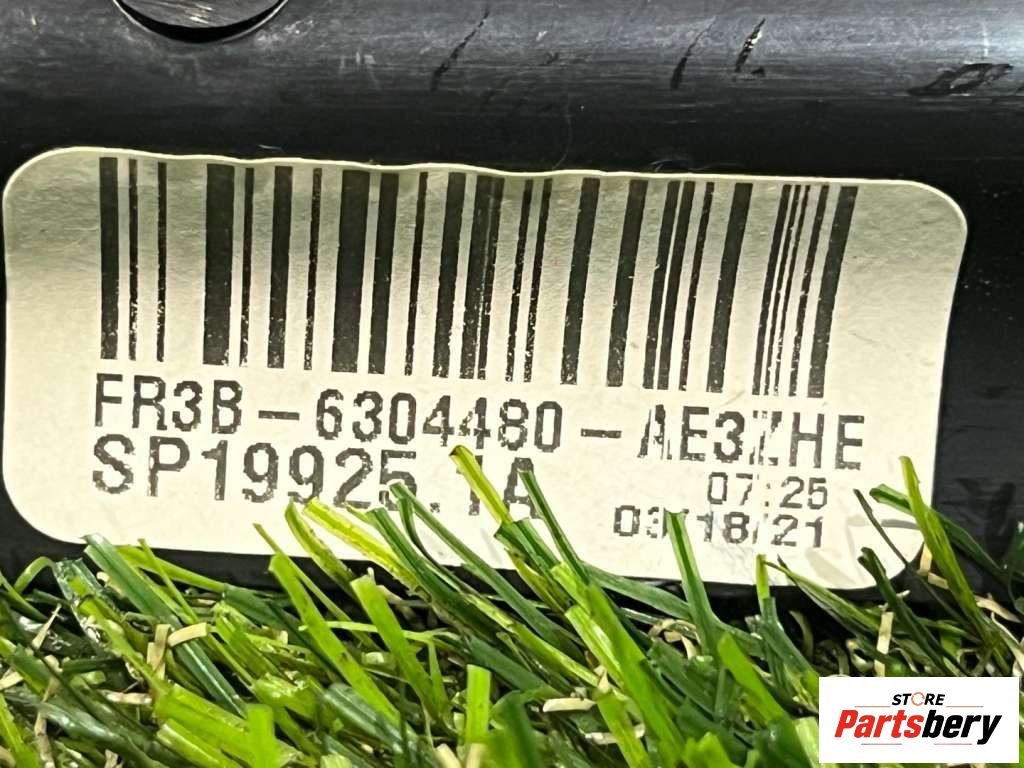 FR3B-6304480-AE3ZHE
SP19925.1A
07:25
03/18/21
STORE
Partsbery